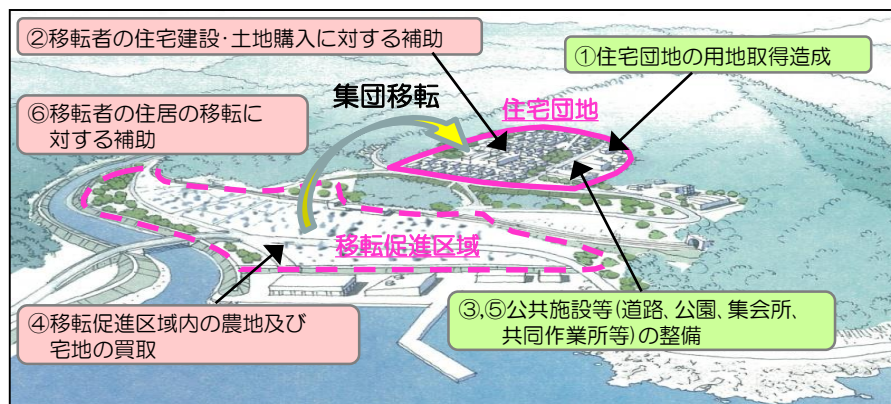 ②移転者の住宅建設・土地購入に対する補助
①住宅団地の用地取得造成
集団移転
住宅団地
⑥移転者の住居の移転に
対する補助
移転促進区域
④移転促進区域内の農地及び
宅地の買取
③,⑤公共施設等(道路、公園、集会所、
共同作業所等)の整備